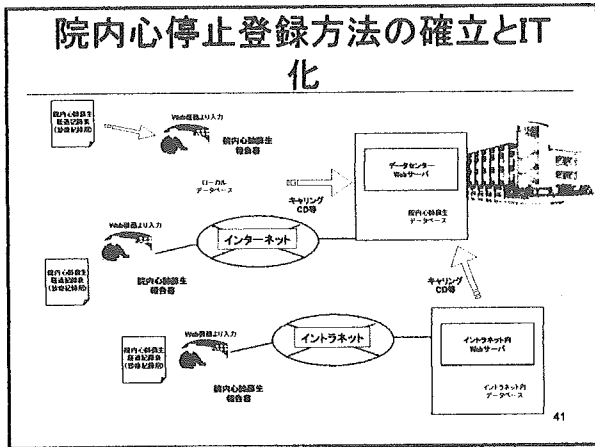 院内心停止登録方法の確立とIT
化
院内心肺蘇生
報告書
Web画面より入力
院内心肺蘇生
報告書
ローカル
データベース
キャリング
CD等
データセンター
Webサーバ
院内心肺蘇生
データベース
Web画面より入力
インターネット
院内心肺蘇生
報告書
キャリング
CD等
Web画面より入力
イントラネット
イントラネット内
Webサーバ
イントラネット内
データベース
41